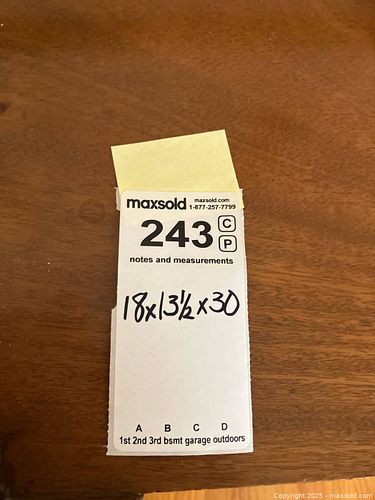 maxsold maxsold.com
1-877-257-7799
243 C
P
notes and measurements
18x13½x30
A B C D
1st 2nd 3rd bsmt garage outdoors
Copyright 2025 - maxsold.com